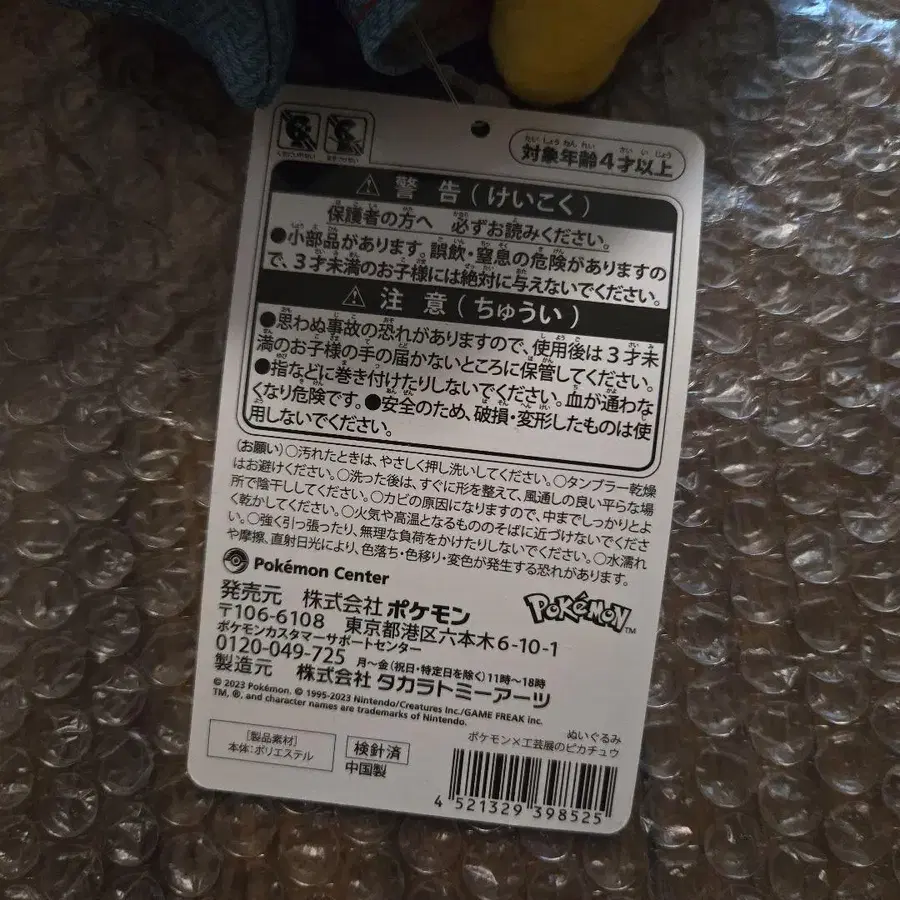 対象年齢4才以上
警告(けいこく)
保護者の方へ 必ずお読みください。
●小部品があります。誤飲・窒息の危険がありますの
で、3才未満のお子様には絶対に与えないでください。
注意(ちゅうい)
●思わぬ事故の恐れがありますので、使用後は3才未
満のお子様の手の届かないところに保管してください。
●指などに巻き付けたりしないでください。血が通わな
くなり危険です。●安全のため、破損・変形したものは使
用しないでください。
(お願い)○汚れたときは、やさしく押し洗いしてください。○タンブラー乾燥
はお避けください。○洗った後は、すぐに形を整えて、風通しの良い平らな場
所で陰干ししてください。○カビの原因になりますので、中までしっかりとよ
く乾かしてください。○火気や高温となるもののそばに近づけないでくださ
い。○強く引っ張ったり、無理な負荷をかけたりしないでください。○水濡れ
や摩擦、直射日光により、色落ち・色移り・変色が発生する恐れがあります。
Pokémon Center
発売元 株式会社ポケモン
POKéMON™
〒106-6108 東京都港区六本木6-10-1
ポケモンカスタマーサポートセンター
0120-049-725 月~金(祝日・特定日を除く)11時~18時
製造元 株式会社タカラトミーアーツ
© 2023 Pokémon. © 1995-2023 Nintendo/Creatures Inc./GAME FREAK inc.
TM, ®, and character names are trademarks of Nintendo.
[製品素材]
本体:ポリエステル
検針済
中国製
ぬいぐるみ
ポケモン×工芸展のピカチュウ
4 521329 398525